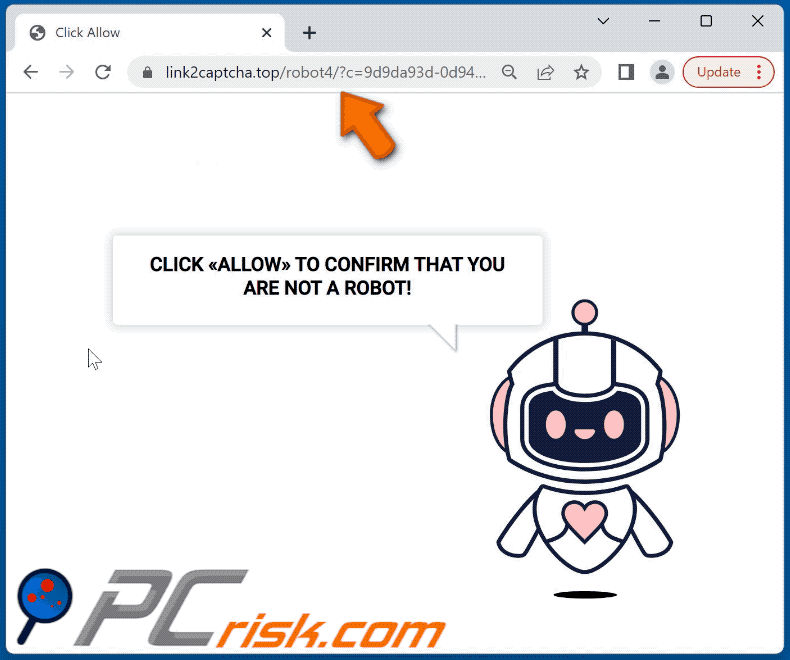 Click Allow
link2captcha.top/robot4/?c=9d9da93d-0d94...
Update
CLICK «ALLOW» TO CONFIRM THAT YOU
ARE NOT A ROBOT!
PCrisk.com